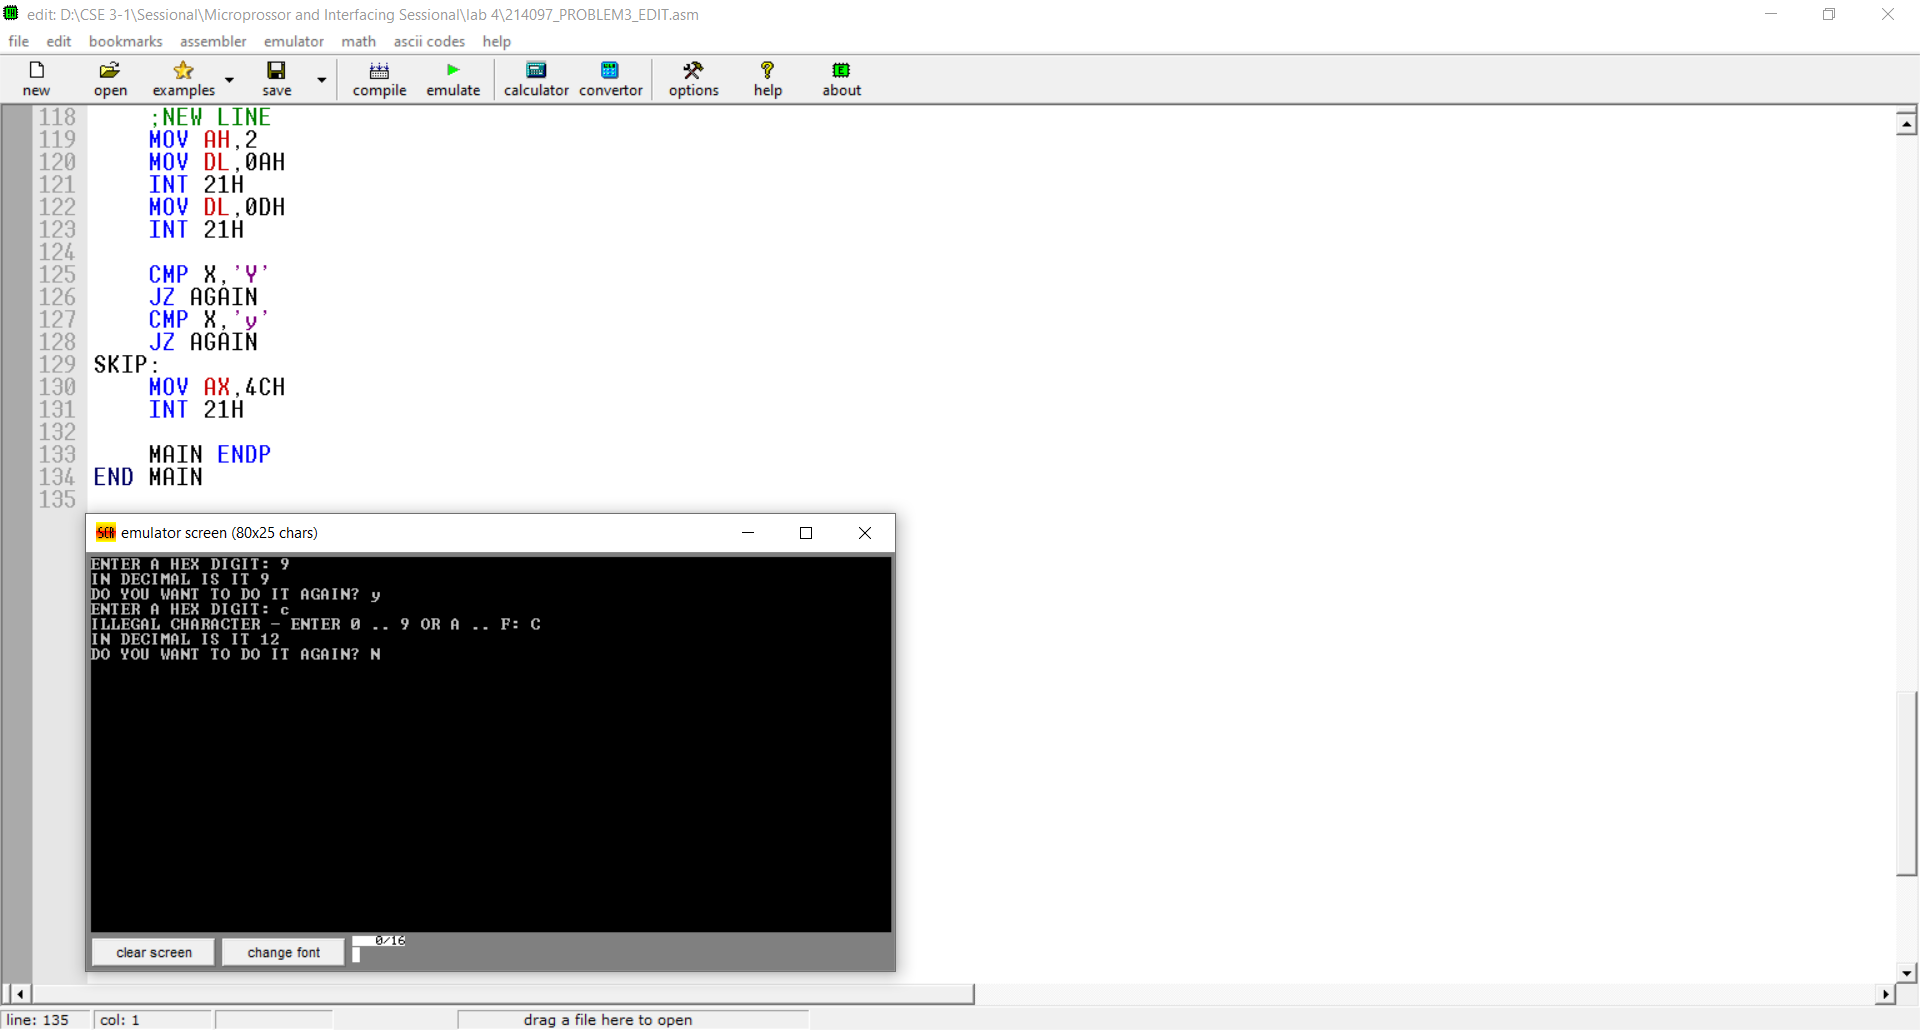 edit: D:\CSE 3-1\Sessional\Microprossor and Interfacing Sessional\lab 4\214097_PROBLEM3_EDIT.asm
file edit bookmarks assembler emulator math ascii codes help
new open examples save compile emulate calculator convertor options help about
118 ;NEW LINE
119 MOV AH,2
120 MOV DL,0AH
121 INT 21H
122 MOV DL,0DH
123 INT 21H
124
125 CMP X,'Y'
126 JZ AGAIN
127 CMP X,'y'
128 JZ AGAIN
129 SKIP:
130 MOV AX,4CH
131 INT 21H
132
133 MAIN ENDP
134 END MAIN
135
SCR emulator screen (80x25 chars)
ENTER A HEX DIGIT: 9
IN DECIMAL IS IT 9
DO YOU WANT TO DO IT AGAIN? y
ENTER A HEX DIGIT: c
ILLEGAL CHARACTER - ENTER 0 .. 9 OR A .. F: C
IN DECIMAL IS IT 12
DO YOU WANT TO DO IT AGAIN? N
clear screen change font 0/16
line: 135 col: 1 drag a file here to open